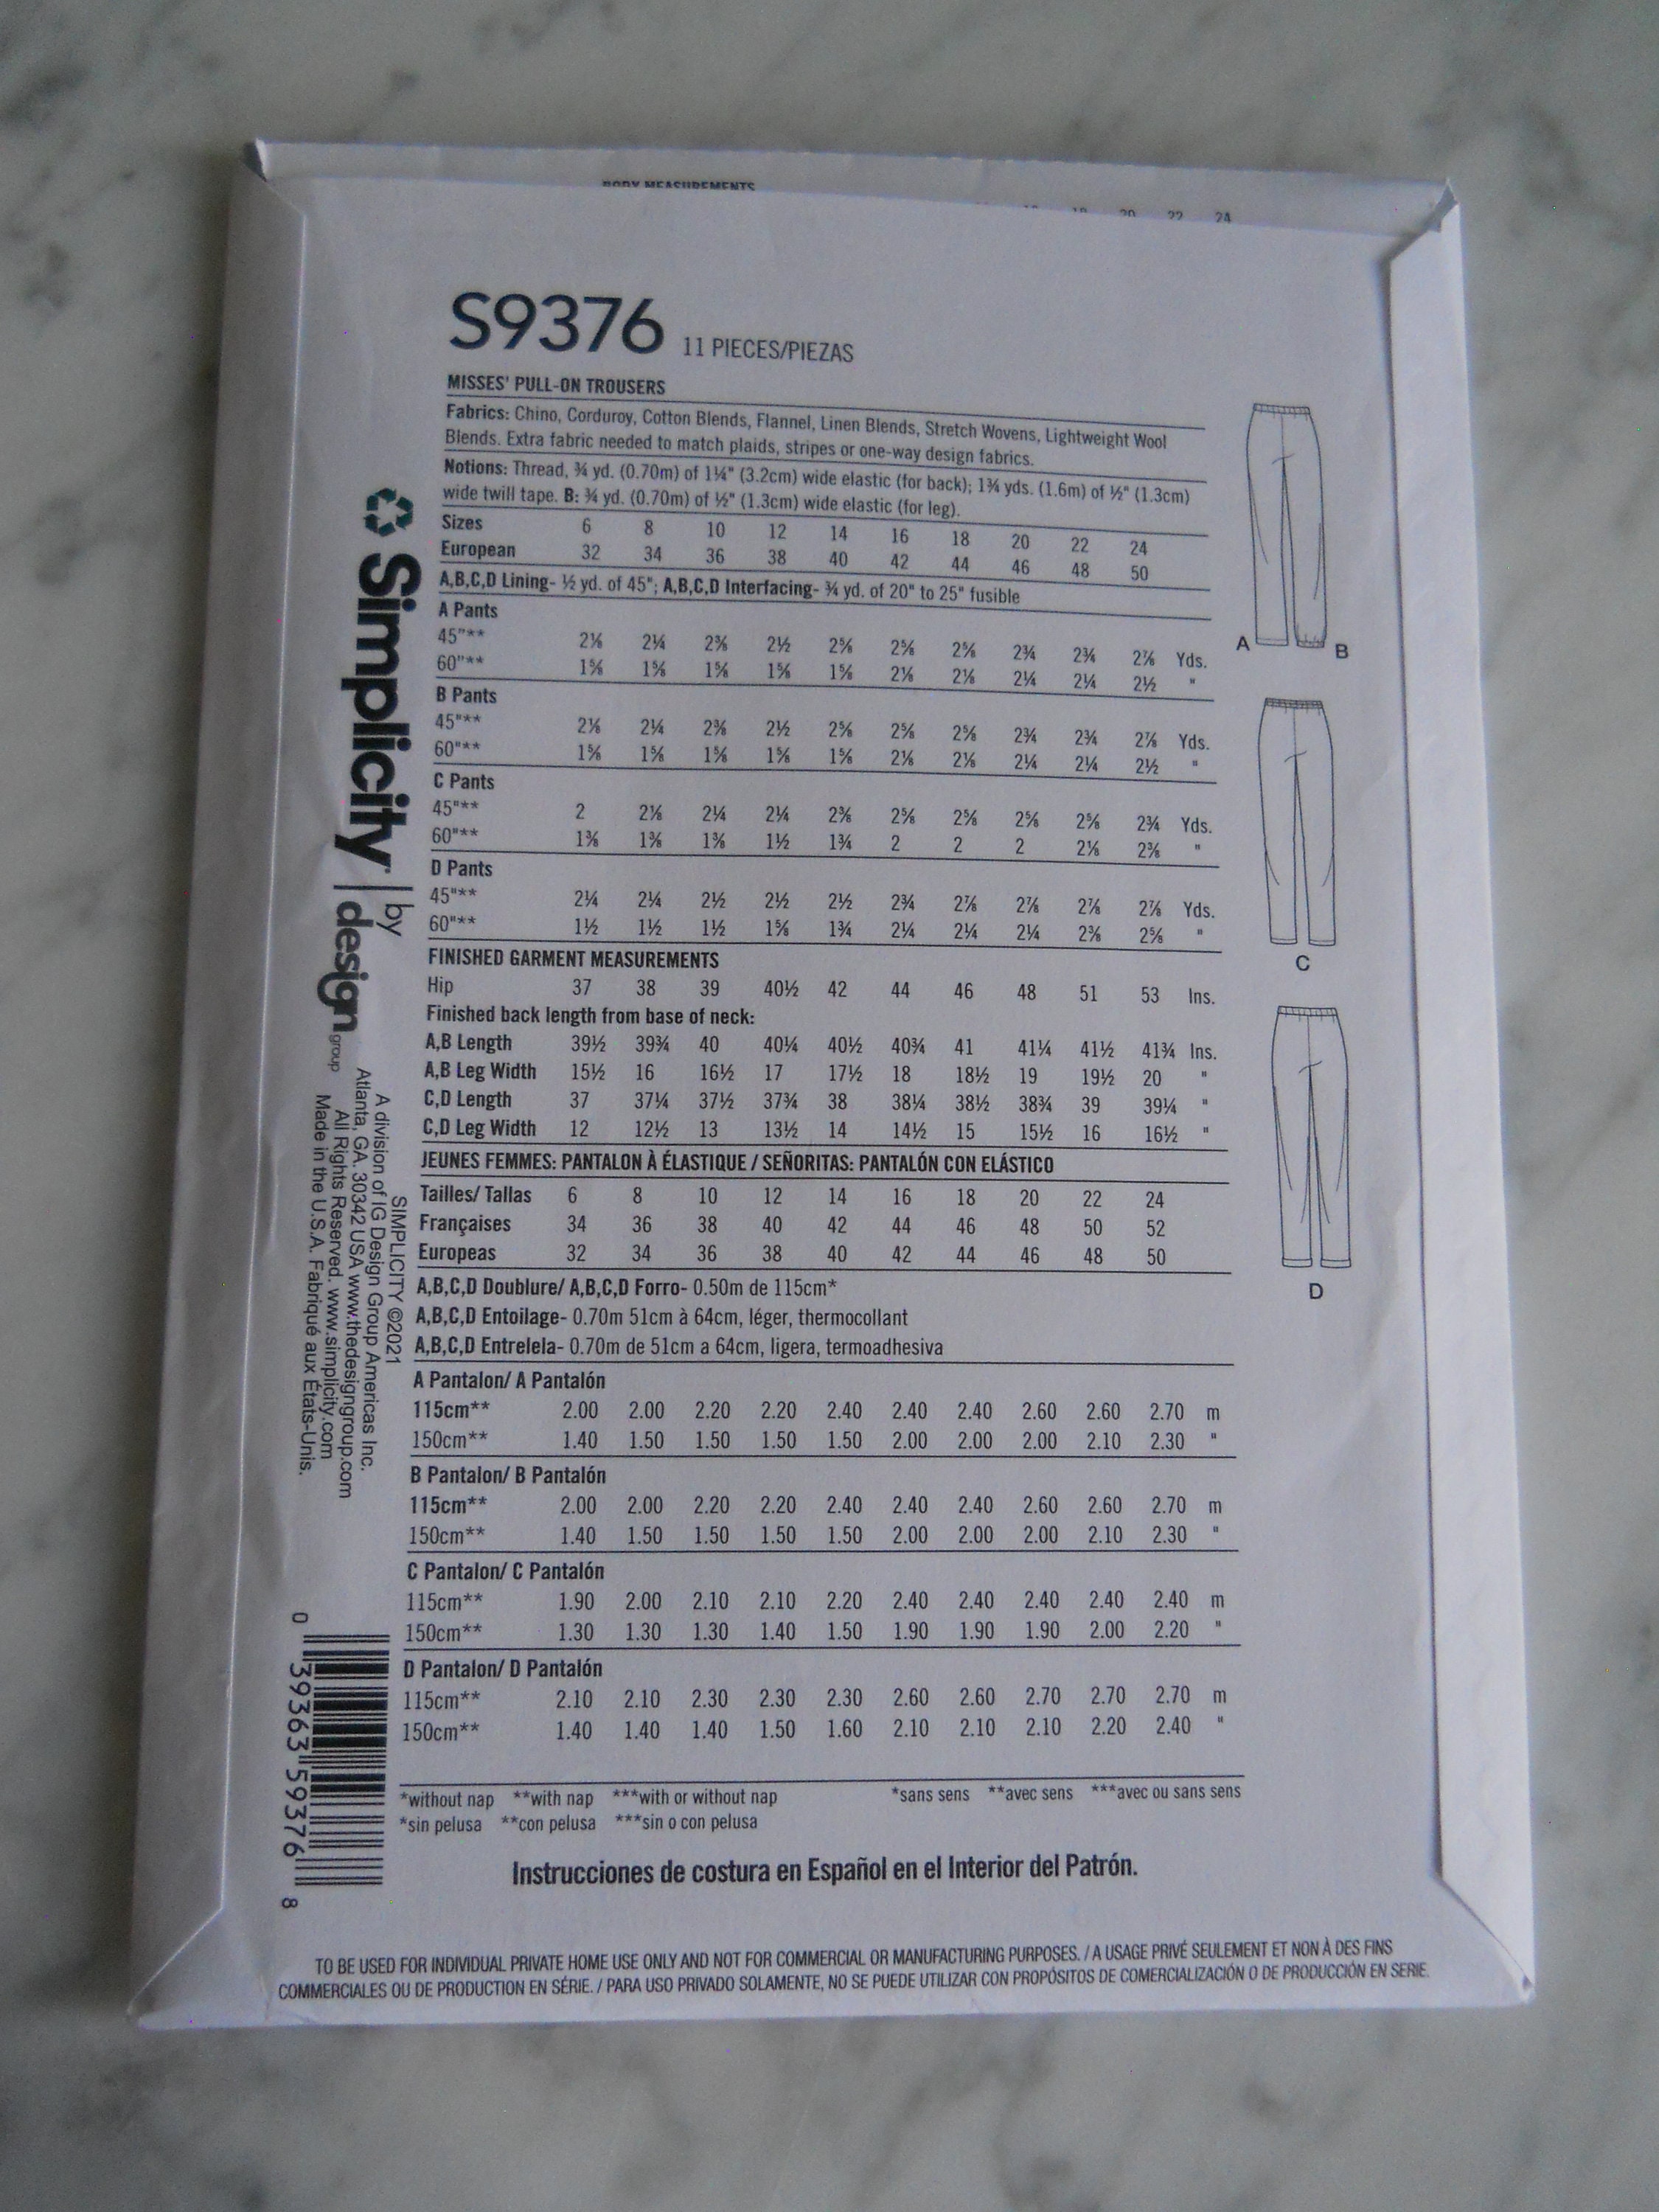 BODY MEASUREMENTS
18 20 22 24
S9376 11 PIECES/PIEZAS
MISSES' PULL-ON TROUSERS
Fabrics: Chino, Corduroy, Cotton Blends, Flannel, Linen Blends, Stretch Wovens, Lightweight Wool
Blends. Extra fabric needed to match plaids, stripes or one-way design fabrics.
Notions: Thread, ¾ yd. (0.70m) of 1¼" (3.2cm) wide elastic (for back); 1¾ yds. (1.6m) of ½" (1.3cm)
wide twill tape. B: ¾ yd. (0.70m) of ½" (1.3cm) wide elastic (for leg).
Sizes 6 8 10 12 14 16 18 20 22 24
European 32 34 36 38 40 42 44 46 48 50
A,B,C,D Lining- ½ yd. of 45"; A,B,C,D Interfacing- ¾ yd. of 20" to 25" fusible
A Pants
45"** 2⅛ 2¼ 2⅜ 2½ 2⅝ 2⅝ 2⅝ 2¾ 2¾ 2⅞ Yds.
60"** 1⅝ 1⅝ 1⅝ 1⅝ 1⅝ 2⅛ 2⅛ 2¼ 2¼ 2½ "
B Pants
45"** 2⅛ 2¼ 2⅜ 2½ 2⅝ 2⅝ 2⅝ 2¾ 2¾ 2⅞ Yds.
60"** 1⅝ 1⅝ 1⅝ 1⅝ 1⅝ 2⅛ 2⅛ 2¼ 2¼ 2½ "
C Pants
45"** 2 2⅛ 2¼ 2¼ 2⅜ 2⅝ 2⅝ 2⅝ 2⅝ 2¾ Yds.
60"** 1⅜ 1⅜ 1⅜ 1½ 1¾ 2 2 2 2⅛ 2⅜ "
D Pants
45"** 2¼ 2¼ 2½ 2½ 2½ 2¾ 2⅞ 2⅞ 2⅞ 2⅞ Yds.
60"** 1½ 1½ 1½ 1⅝ 1¾ 2¼ 2¼ 2¼ 2⅜ 2⅝ "
FINISHED GARMENT MEASUREMENTS
Hip 37 38 39 40½ 42 44 46 48 51 53 Ins.
Finished back length from base of neck:
A,B Length 39½ 39¾ 40 40¼ 40½ 40¾ 41 41¼ 41½ 41¾ Ins.
A,B Leg Width 15½ 16 16½ 17 17½ 18 18½ 19 19½ 20 "
C,D Length 37 37¼ 37½ 37¾ 38 38¼ 38½ 38¾ 39 39¼ "
C,D Leg Width 12 12½ 13 13½ 14 14½ 15 15½ 16 16½ "
JEUNES FEMMES: PANTALON À ÉLASTIQUE / SEÑORITAS: PANTALÓN CON ELÁSTICO
Tailles/ Tallas 6 8 10 12 14 16 18 20 22 24
Françaises 34 36 38 40 42 44 46 48 50 52
Europeas 32 34 36 38 40 42 44 46 48 50
A,B,C,D Doublure/ A,B,C,D Forro- 0.50m de 115cm*
A,B,C,D Entoilage- 0.70m 51cm à 64cm, léger, thermocollant
A,B,C,D Entrelela- 0.70m de 51cm a 64cm, ligera, termoadhesiva
A Pantalon/ A Pantalón
115cm** 2.00 2.00 2.20 2.20 2.40 2.40 2.40 2.60 2.60 2.70 m
150cm** 1.40 1.50 1.50 1.50 1.50 2.00 2.00 2.00 2.10 2.30 "
B Pantalon/ B Pantalón
115cm** 2.00 2.00 2.20 2.20 2.40 2.40 2.40 2.60 2.60 2.70 m
150cm** 1.40 1.50 1.50 1.50 1.50 2.00 2.00 2.00 2.10 2.30 "
C Pantalon/ C Pantalón
115cm** 1.90 2.00 2.10 2.10 2.20 2.40 2.40 2.40 2.40 2.40 m
150cm** 1.30 1.30 1.30 1.40 1.50 1.90 1.90 1.90 2.00 2.20 "
D Pantalon/ D Pantalón
115cm** 2.10 2.10 2.30 2.30 2.30 2.60 2.60 2.70 2.70 2.70 m
150cm** 1.40 1.40 1.40 1.50 1.60 2.10 2.10 2.10 2.20 2.40 "
*without nap **with nap ***with or without nap *sans sens **avec sens ***avec ou sans sens
*sin pelusa **con pelusa ***sin o con pelusa
Instrucciones de costura en Español en el Interior del Patrón.
TO BE USED FOR INDIVIDUAL PRIVATE HOME USE ONLY AND NOT FOR COMMERCIAL OR MANUFACTURING PURPOSES. / A USAGE PRIVÉ SEULEMENT ET NON À DES FINS
COMMERCIALES OU DE PRODUCTION EN SÉRIE. / PARA USO PRIVADO SOLAMENTE, NO SE PUEDE UTILIZAR CON PROPÓSITOS DE COMERCIALIZACIÓN O DE PRODUCCIÓN EN SERIE.
A B
C
D
Simplicity by design group
SIMPLICITY ©2021
A division of IG Design Group Americas Inc.
Atlanta, GA. 30342 USA www.thedesigngroup.com
All Rights Reserved. www.simplicity.com
Made in the U.S.A. Fabriqué aux États-Unis.
0 39363 59376 8